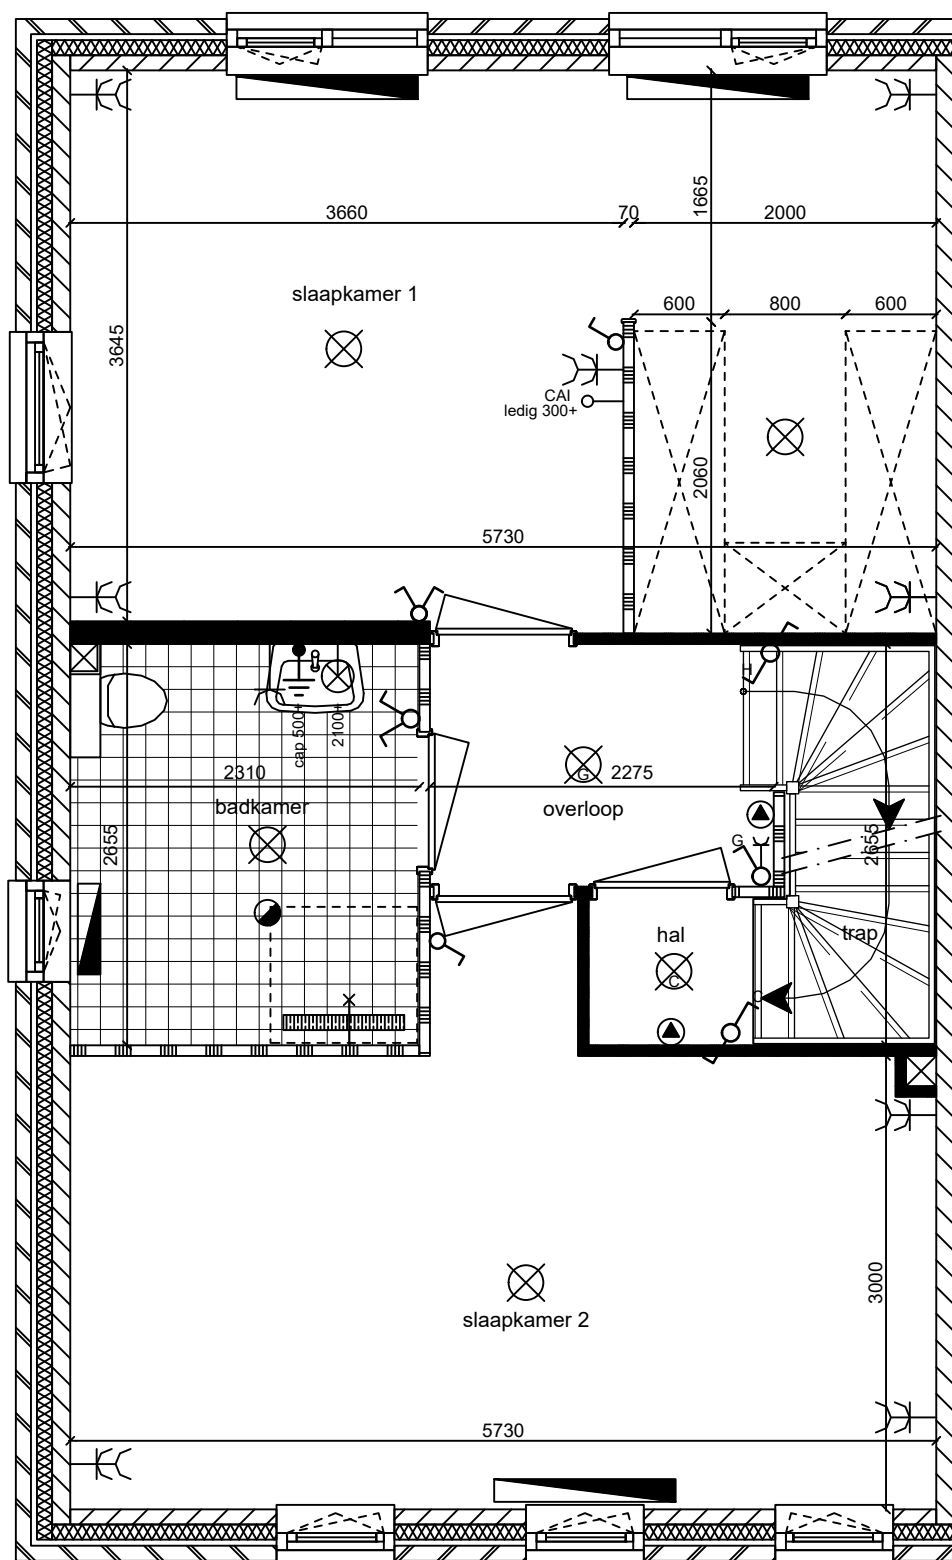 3660
70
2000
1665
slaapkamer 1
3645
600
800
600
CAI
ledig 300+
2060
5730
H
cap 500+
2100+
2310
badkamer
2655
G
2275
overloop
G
2655
hal
C
trap
C
slaapkamer 2
3000
5730